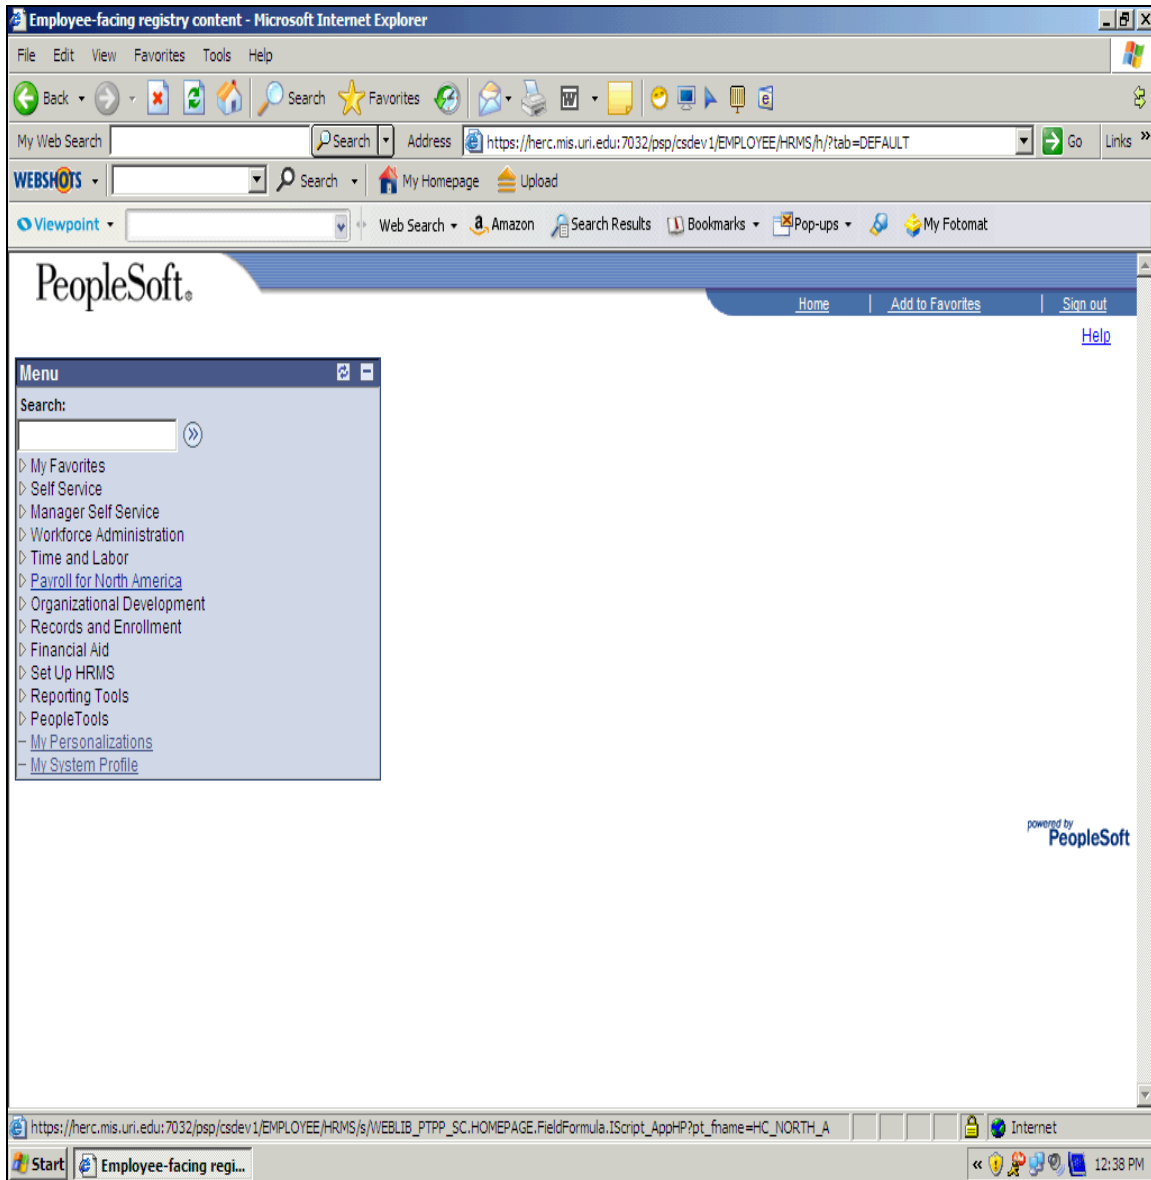 Employee-facing registry content - Microsoft Internet Explorer
File Edit View Favorites Tools Help
Back Search Favorites
My Web Search Search Address https://herc.mis.uri.edu:7032/psp/csdev1/EMPLOYEE/HRMS/h/?tab=DEFAULT Go Links »
WEBSHOTS Search My Homepage Upload
Viewpoint Web Search Amazon Search Results Bookmarks Pop-ups My Fotomat
PeopleSoft®
Home | Add to Favorites | Sign out
Help
Menu
Search:
My Favorites
Self Service
Manager Self Service
Workforce Administration
Time and Labor
Payroll for North America
Organizational Development
Records and Enrollment
Financial Aid
Set Up HRMS
Reporting Tools
PeopleTools
My Personalizations
My System Profile
powered by
PeopleSoft
https://herc.mis.uri.edu:7032/psp/csdev1/EMPLOYEE/HRMS/s/WEBLIB_PTPP_SC.HOMEPAGE.FieldFormula.IScript_AppHP?pt_fname=HC_NORTH_A Internet
Start Employee-facing regi... « 12:38 PM